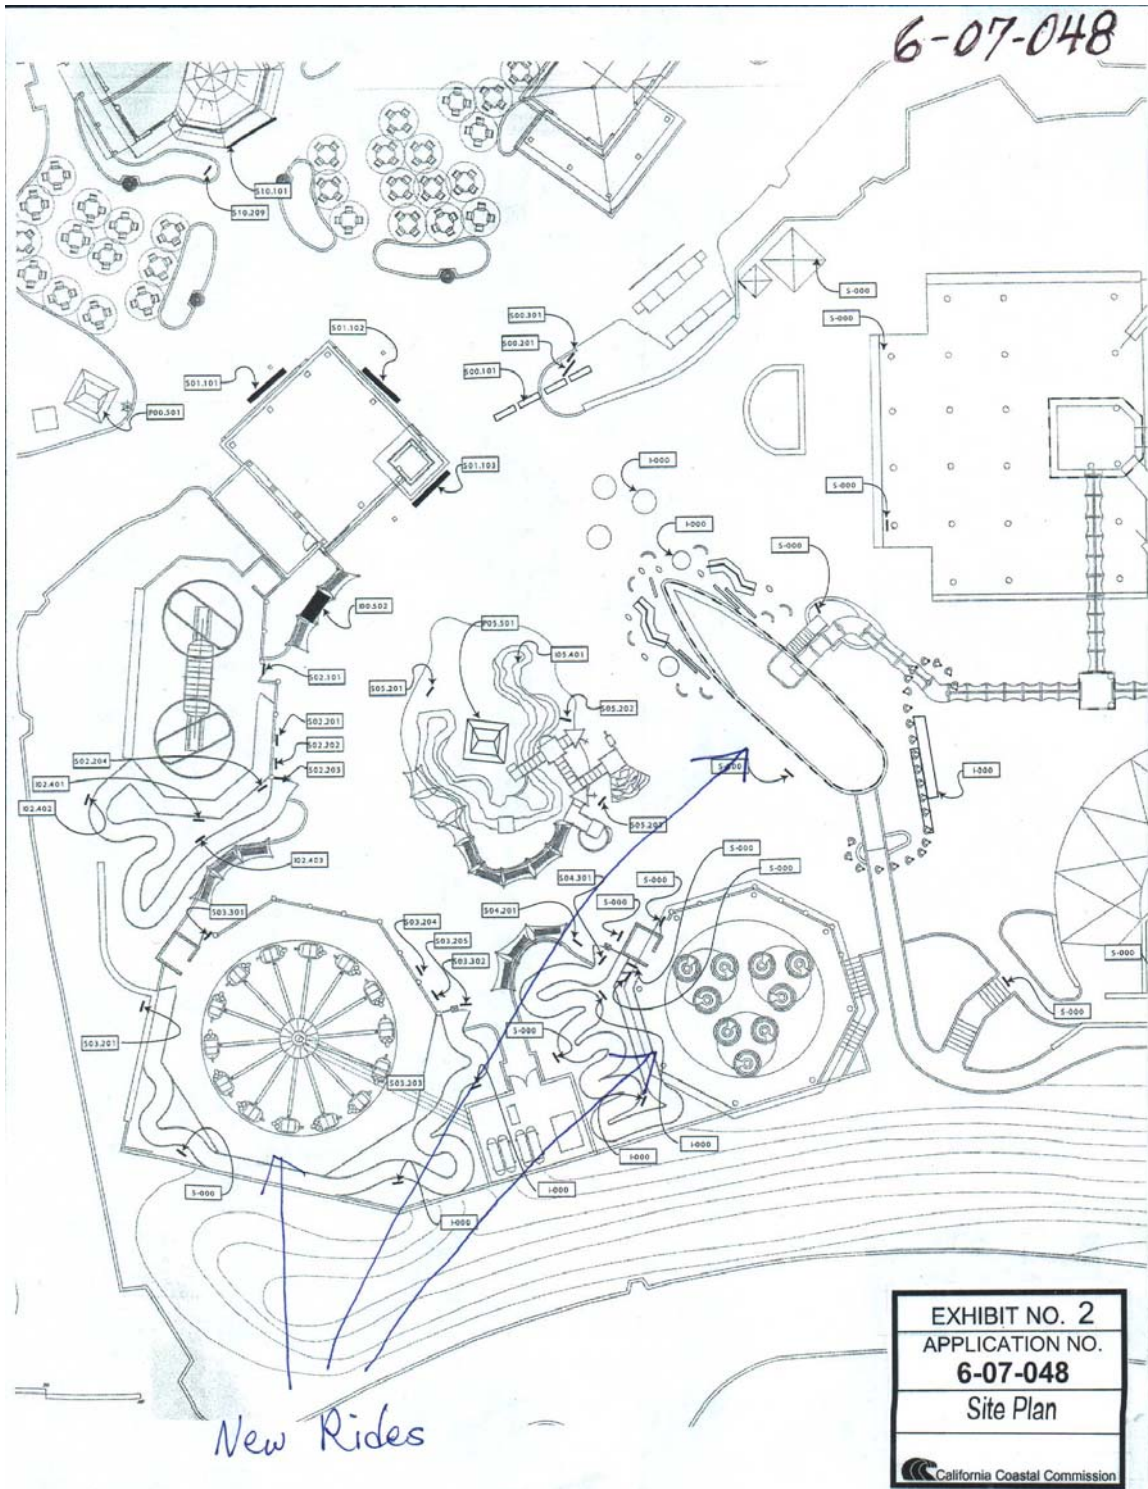 6-07-048
S10.101
S10.209
S00.301
S-000
S01.102
S00.201
S-000
S01.101
S00.101
P00.501
S01.103
I-000
S-000
I-000
S-000
I00.502
P05.501
I05.401
S02.101
S05.201
S05.202
S02.201
S02.202
S02.204
S02.203
S-000
I-000
I02.401
I02.402
S05.203
I02.403
S-000
S-000
S04.301
S-000
S03.301
S04.201
S-000
S03.204
S03.205
S03.302
S-000
S-000
S-000
S03.201
S03.203
I-000
I-000
S-000
I-000
I-000
New Rides
EXHIBIT NO. 2
APPLICATION NO.
6-07-048
Site Plan
California Coastal Commission